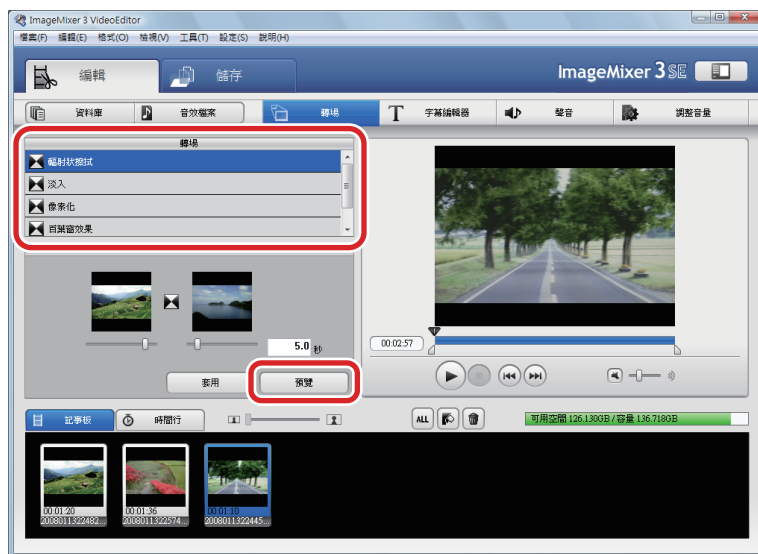 ImageMixer 3 VideoEditor
檔案(F) 編輯(E) 格式(O) 檢視(V) 工具(T) 設定(S) 說明(H)
編輯 儲存 ImageMixer 3 SE
資料庫 音效檔案 轉場 T 字幕編輯器 聲音 調整音量
轉場
輻射狀擦拭
淡入
像素化
百葉窗效果
5.0 秒
00:02:57
套用 預覽
記事板 時間行 ALL 可用空間 126.130GB / 容量 136.718GB
00:01:20 00:01:36 00:01:10
2008011322482... 2008011322574... 2008011322445...